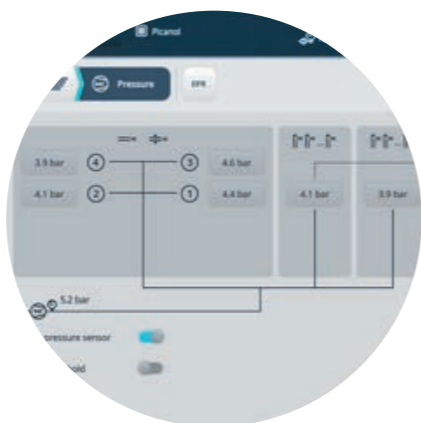 Picanol
Pressure EPR
3.9 bar 4 3 4.6 bar
4.1 bar 2 1 4.4 bar 4.1 bar 3.9 bar
5.2 bar
pressure sensor